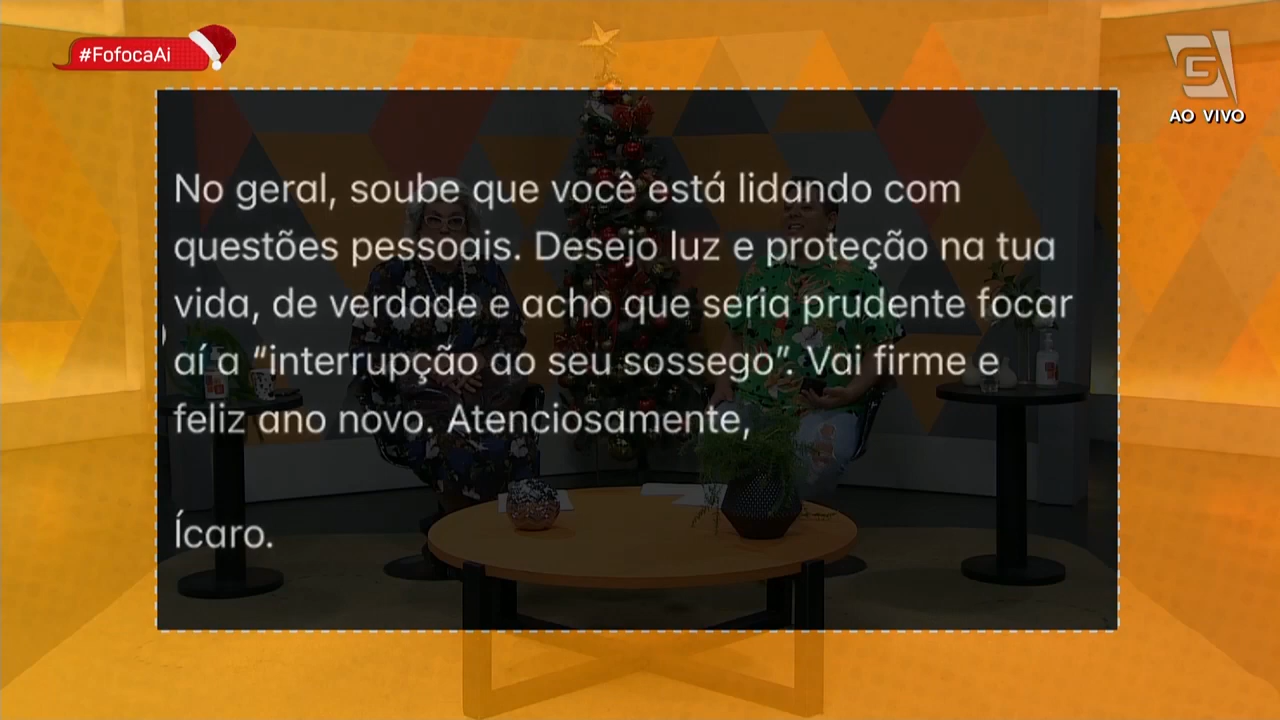 #FofocaAi
AO VIVO
No geral, soube que você está lidando com
questões pessoais. Desejo luz e proteção na tua
vida, de verdade e acho que seria prudente focar
aí a “interrupção ao seu sossego”. Vai firme e
feliz ano novo. Atenciosamente,
Ícaro.